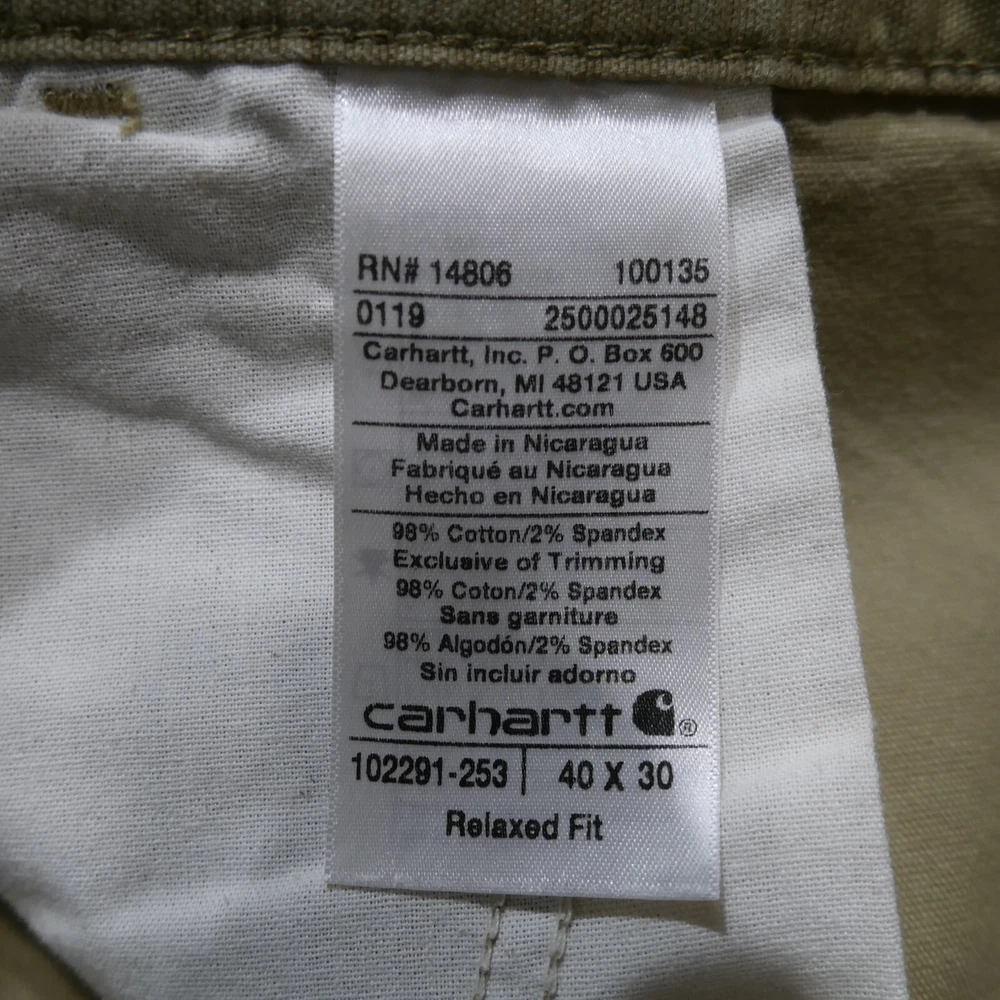 RN# 14806 100135
0119 2500025148
Carhartt, Inc. P. O. Box 600
Dearborn, MI 48121 USA
Carhartt.com
Made in Nicaragua
Fabriqué au Nicaragua
Hecho en Nicaragua
98% Cotton/2% Spandex
Exclusive of Trimming
98% Coton/2% Spandex
Sans garniture
98% Algodón/2% Spandex
Sin incluir adorno
carhartt ®
102291-253 | 40 X 30
Relaxed Fit